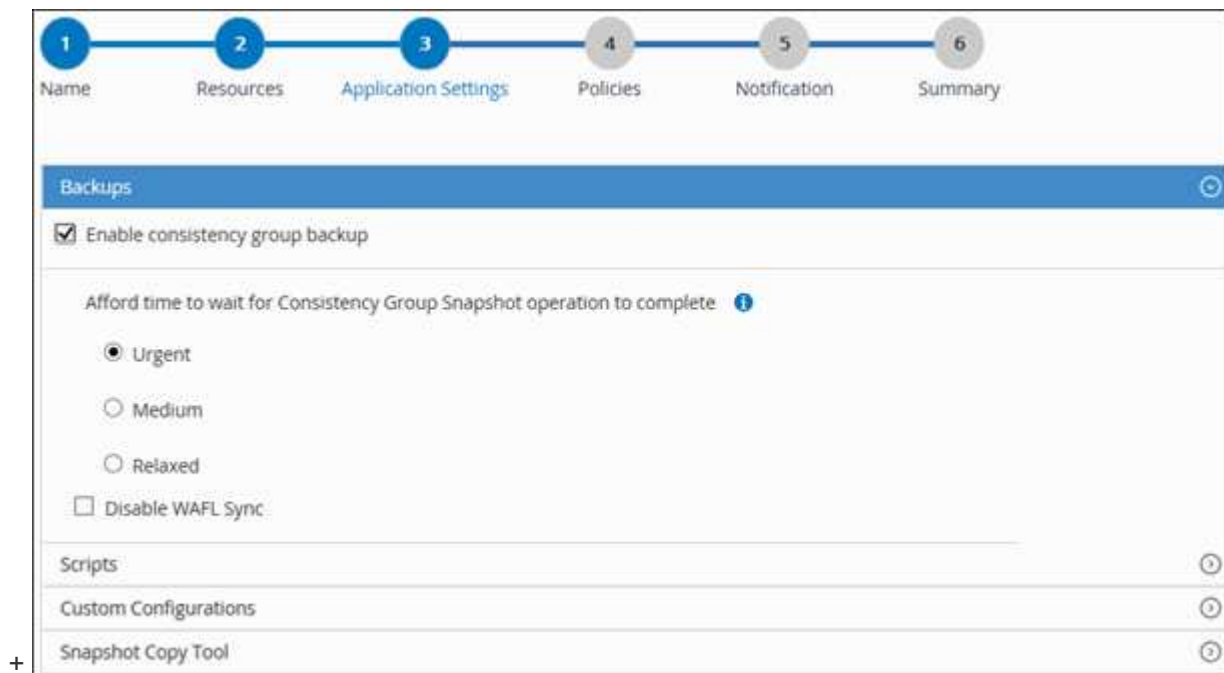 1 2 3 4 5 6
Name Resources Application Settings Policies Notification Summary
Backups
Enable consistency group backup
Afford time to wait for Consistency Group Snapshot operation to complete i
Urgent
Medium
Relaxed
Disable WAFL Sync
Scripts
Custom Configurations
Snapshot Copy Tool
+